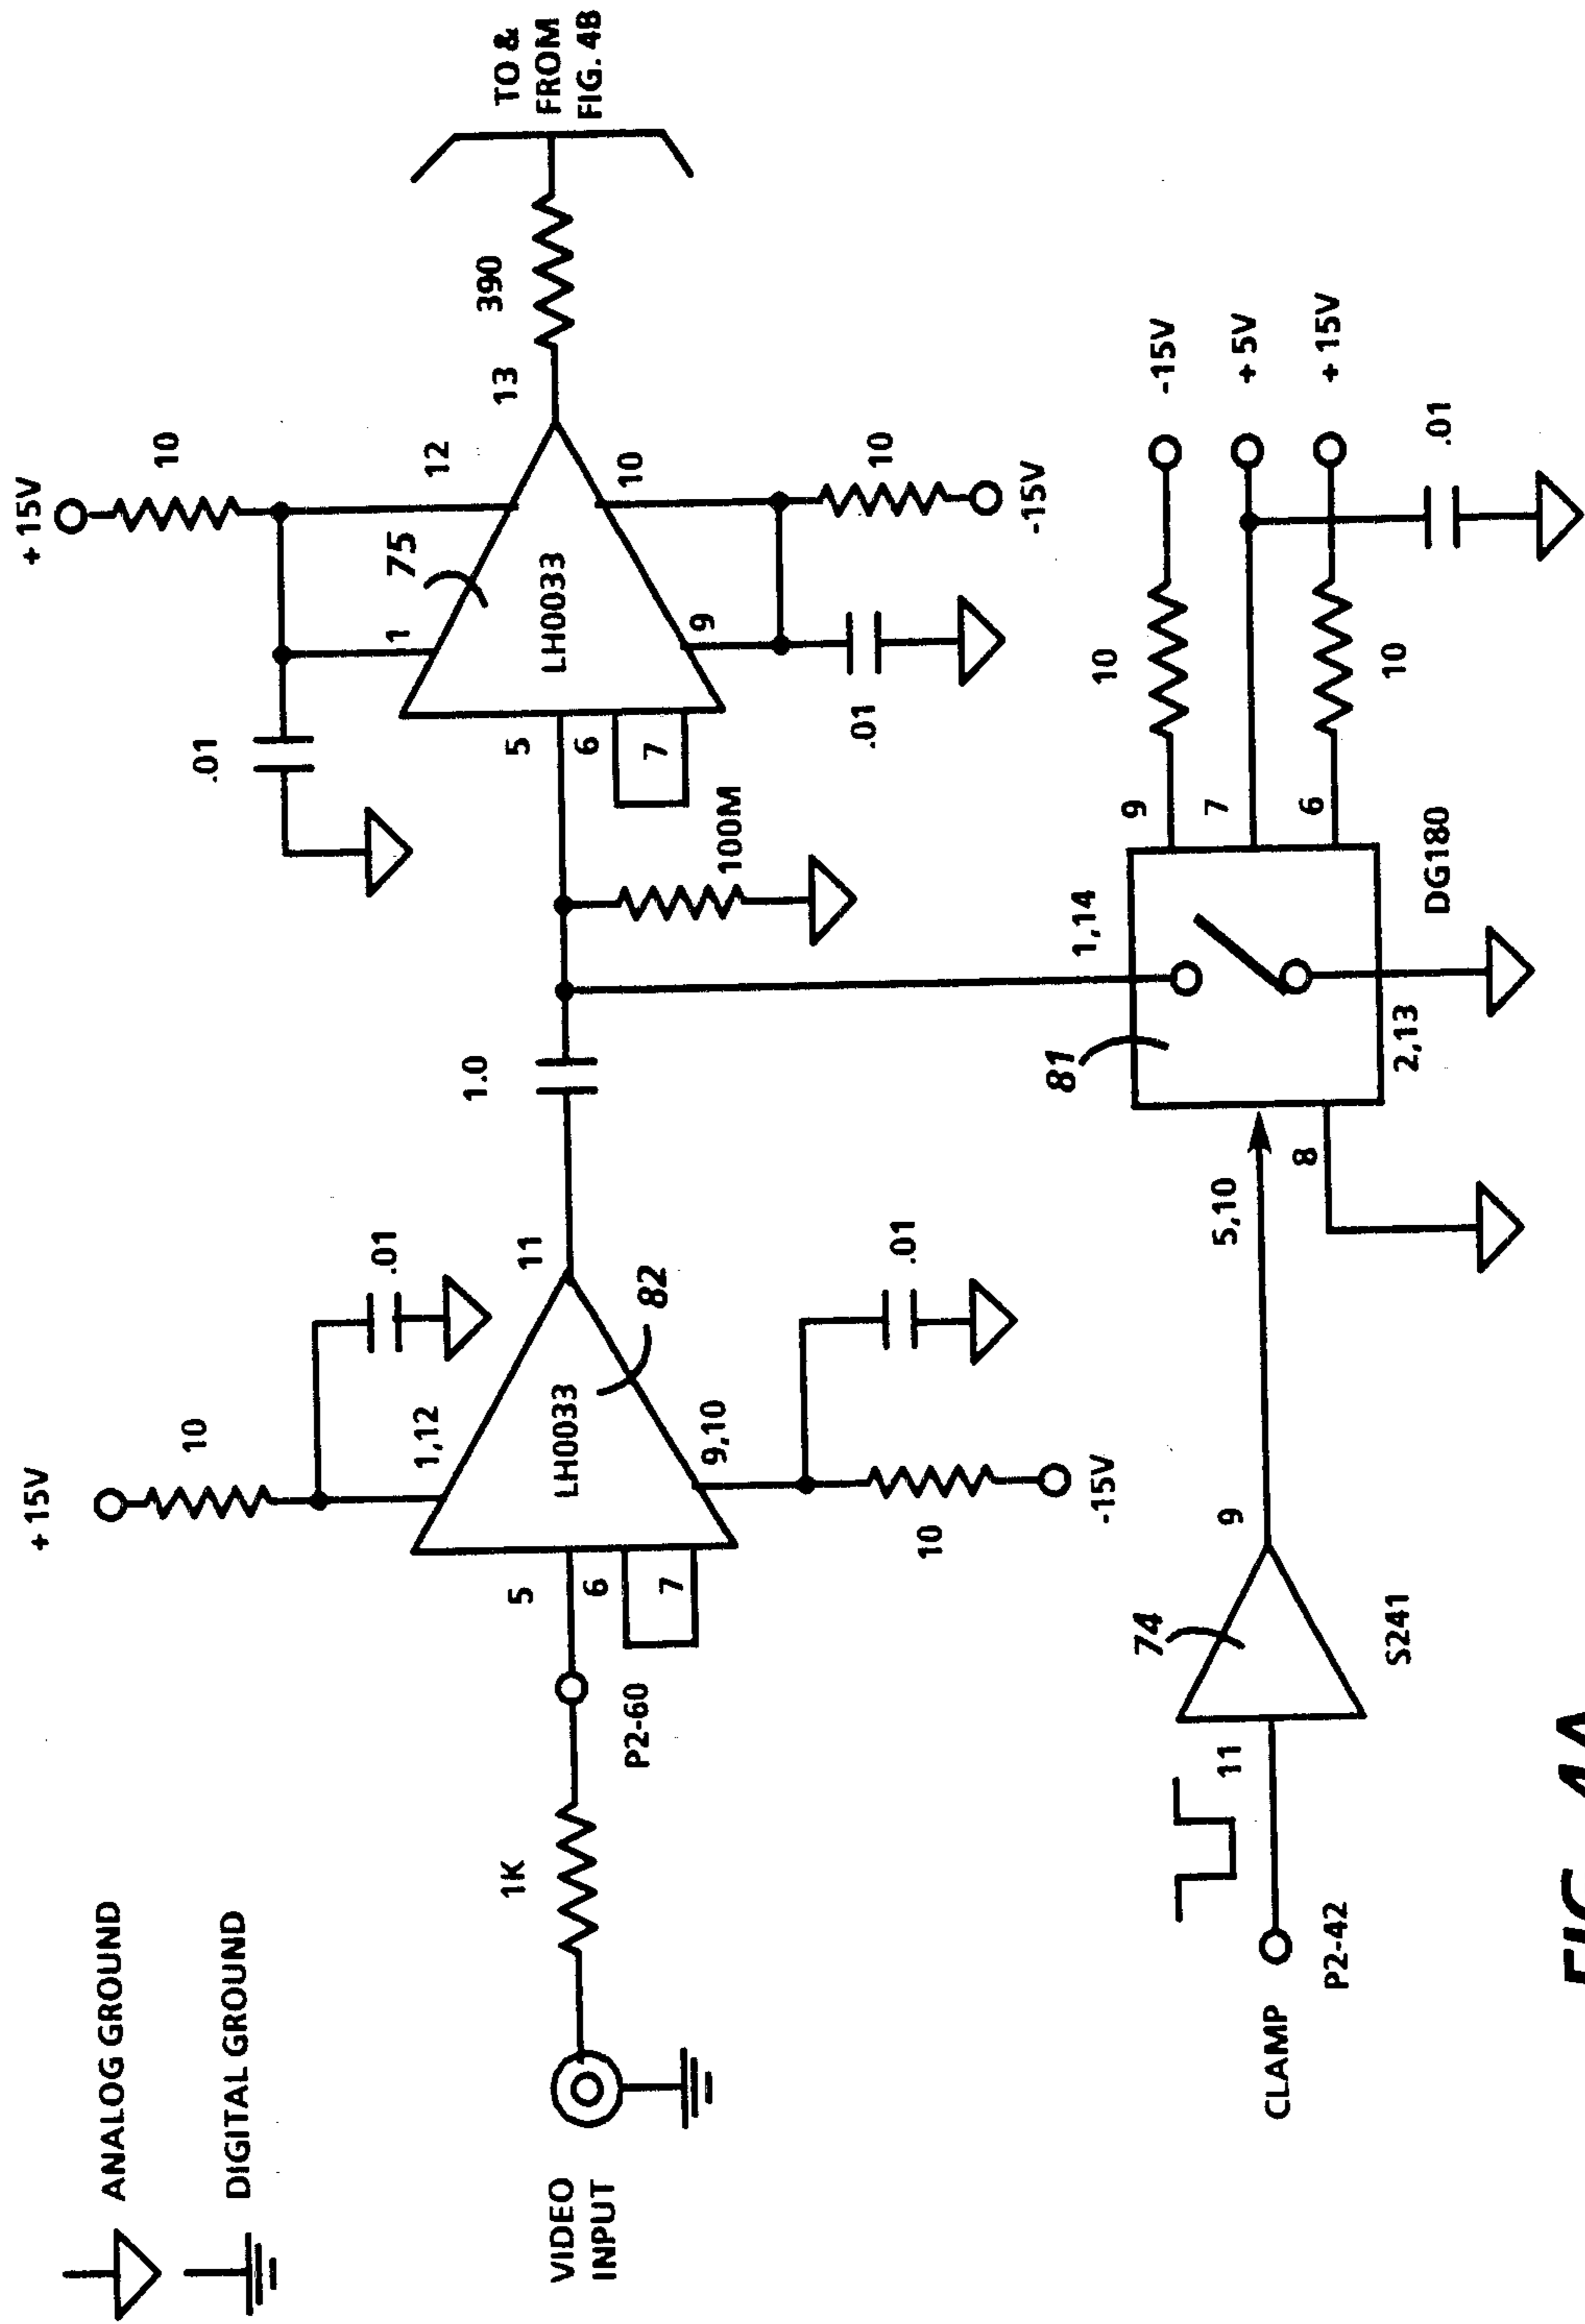 ANALOG GROUND
DIGITAL GROUND
VIDEO
INPUT
1K
P2-60
5
6
7
LH0033
82
1,12
+15V
10
.01
11
9,10
10
-15V
.01
1.0
100M
5
6
7
LH0033
75
1
12
+15V
10
.01
13
9
10
10
-15V
.01
390
TO &
FROM
FIG. 4B
CLAMP
P2-42
11
74
S241
9
5,10
8
81
1,14
2,13
DG180
9
7
6
10
10
-15V
+5V
+15V
.01
FIG. 4A